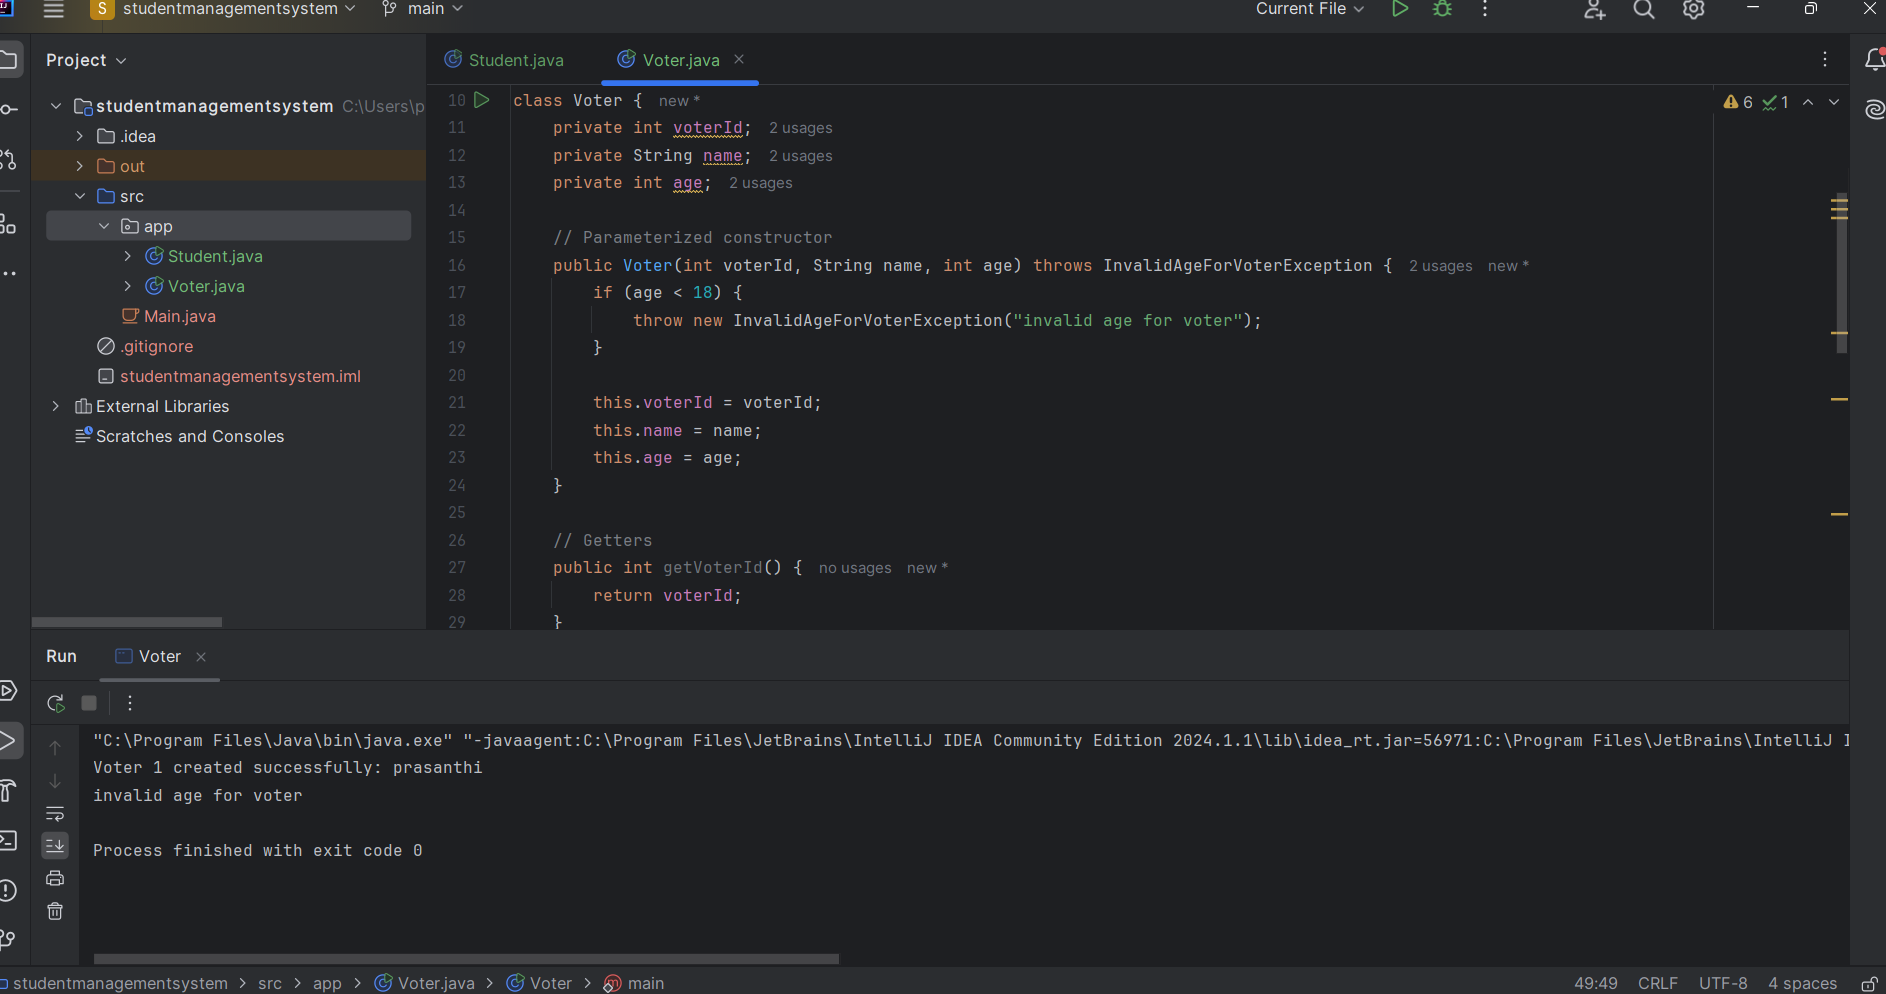 S studentmanagementsystem main Current File
Project
Student.java Voter.java
studentmanagementsystem C:\Users\p
.idea
out
src
app
Student.java
Voter.java
Main.java
.gitignore
studentmanagementsystem.iml
External Libraries
Scratches and Consoles
6 1
10 class Voter { new *
11 private int voterId; 2 usages
12 private String name; 2 usages
13 private int age; 2 usages
14
15 // Parameterized constructor
16 public Voter(int voterId, String name, int age) throws InvalidAgeForVoterException { 2 usages new *
17 if (age < 18) {
18 throw new InvalidAgeForVoterException("invalid age for voter");
19 }
20
21 this.voterId = voterId;
22 this.name = name;
23 this.age = age;
24 }
25
26 // Getters
27 public int getVoterId() { no usages new *
28 return voterId;
29 }
Run Voter
"C:\Program Files\Java\bin\java.exe" "-javaagent:C:\Program Files\JetBrains\IntelliJ IDEA Community Edition 2024.1.1\lib\idea_rt.jar=56971:C:\Program Files\JetBrains\IntelliJ I
Voter 1 created successfully: prasanthi
invalid age for voter
Process finished with exit code 0
studentmanagementsystem > src > app > Voter.java > Voter > main 49:49 CRLF UTF-8 4 spaces